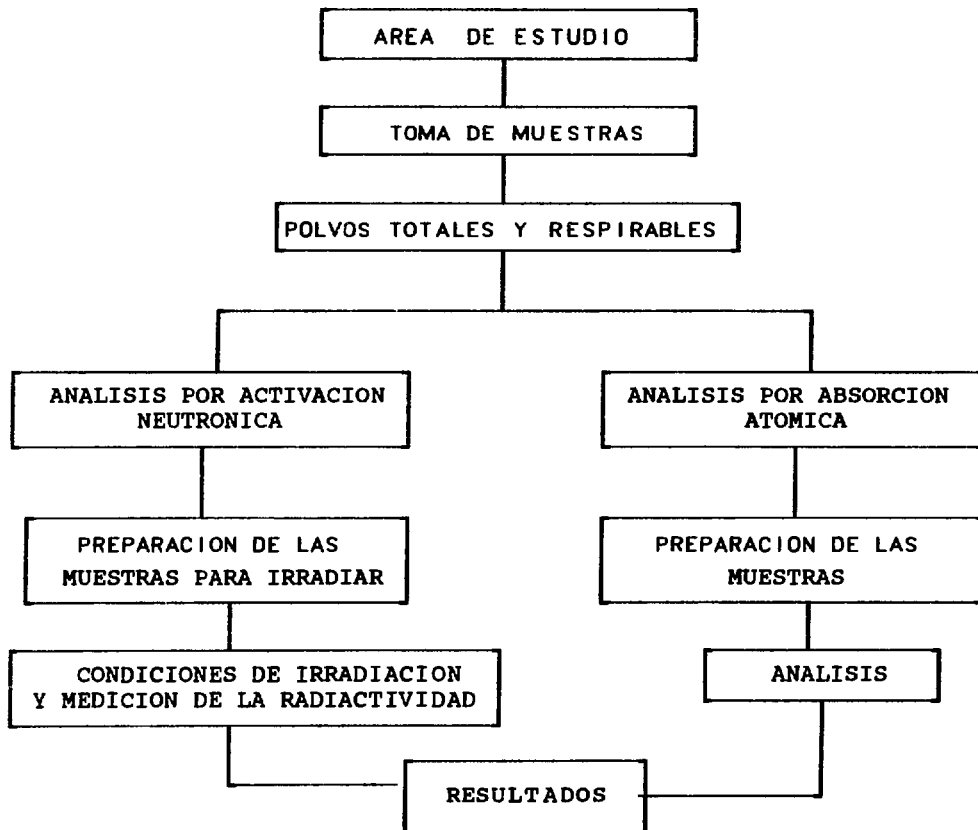 AREA DE ESTUDIO
TOMA DE MUESTRAS
POLVOS TOTALES Y RESPIRABLES
ANALISIS POR ACTIVACION
NEUTRONICA
ANALISIS POR ABSORCION
ATOMICA
PREPARACION DE LAS
MUESTRAS PARA IRRADIAR
PREPARACION DE LAS
MUESTRAS
CONDICIONES DE IRRADIACION
Y MEDICION DE LA RADIACTIVIDAD
ANALISIS
RESULTADOS